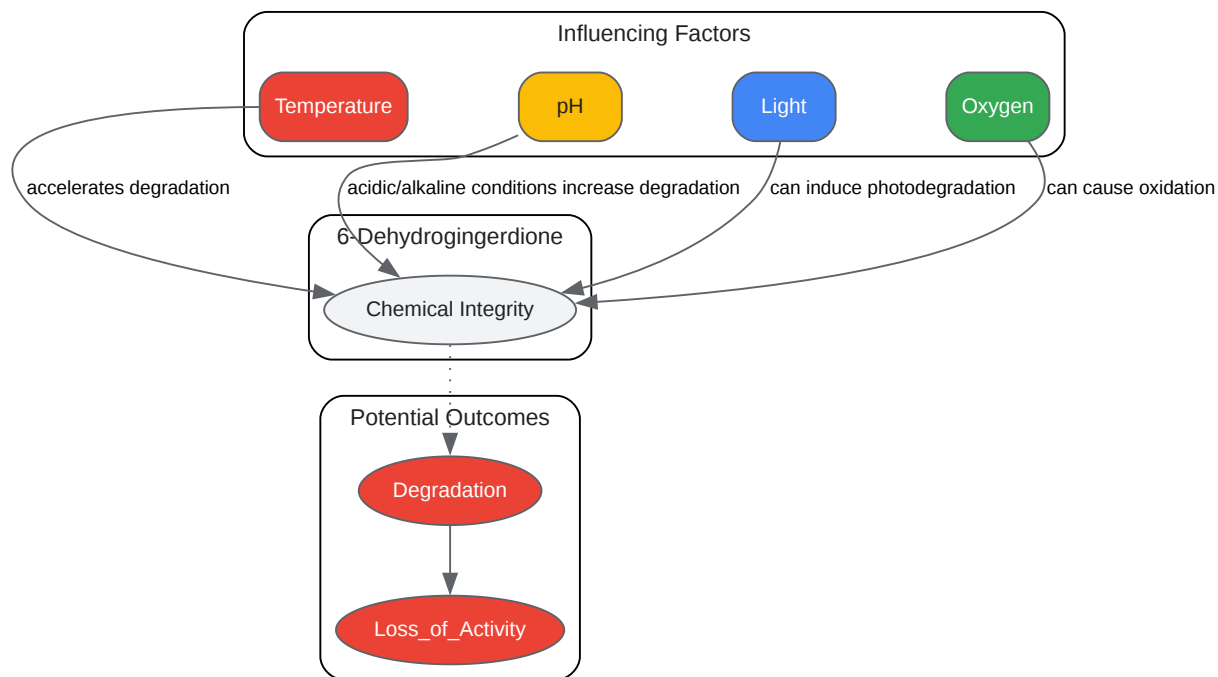 Influencing Factors
Temperature
pH
Light
Oxygen
accelerates degradation
acidic/alkaline conditions increase degradation
can induce photodegradation
can cause oxidation
6-Dehydrogingerdione
Chemical Integrity
Potential Outcomes
Degradation
Loss_of_Activity